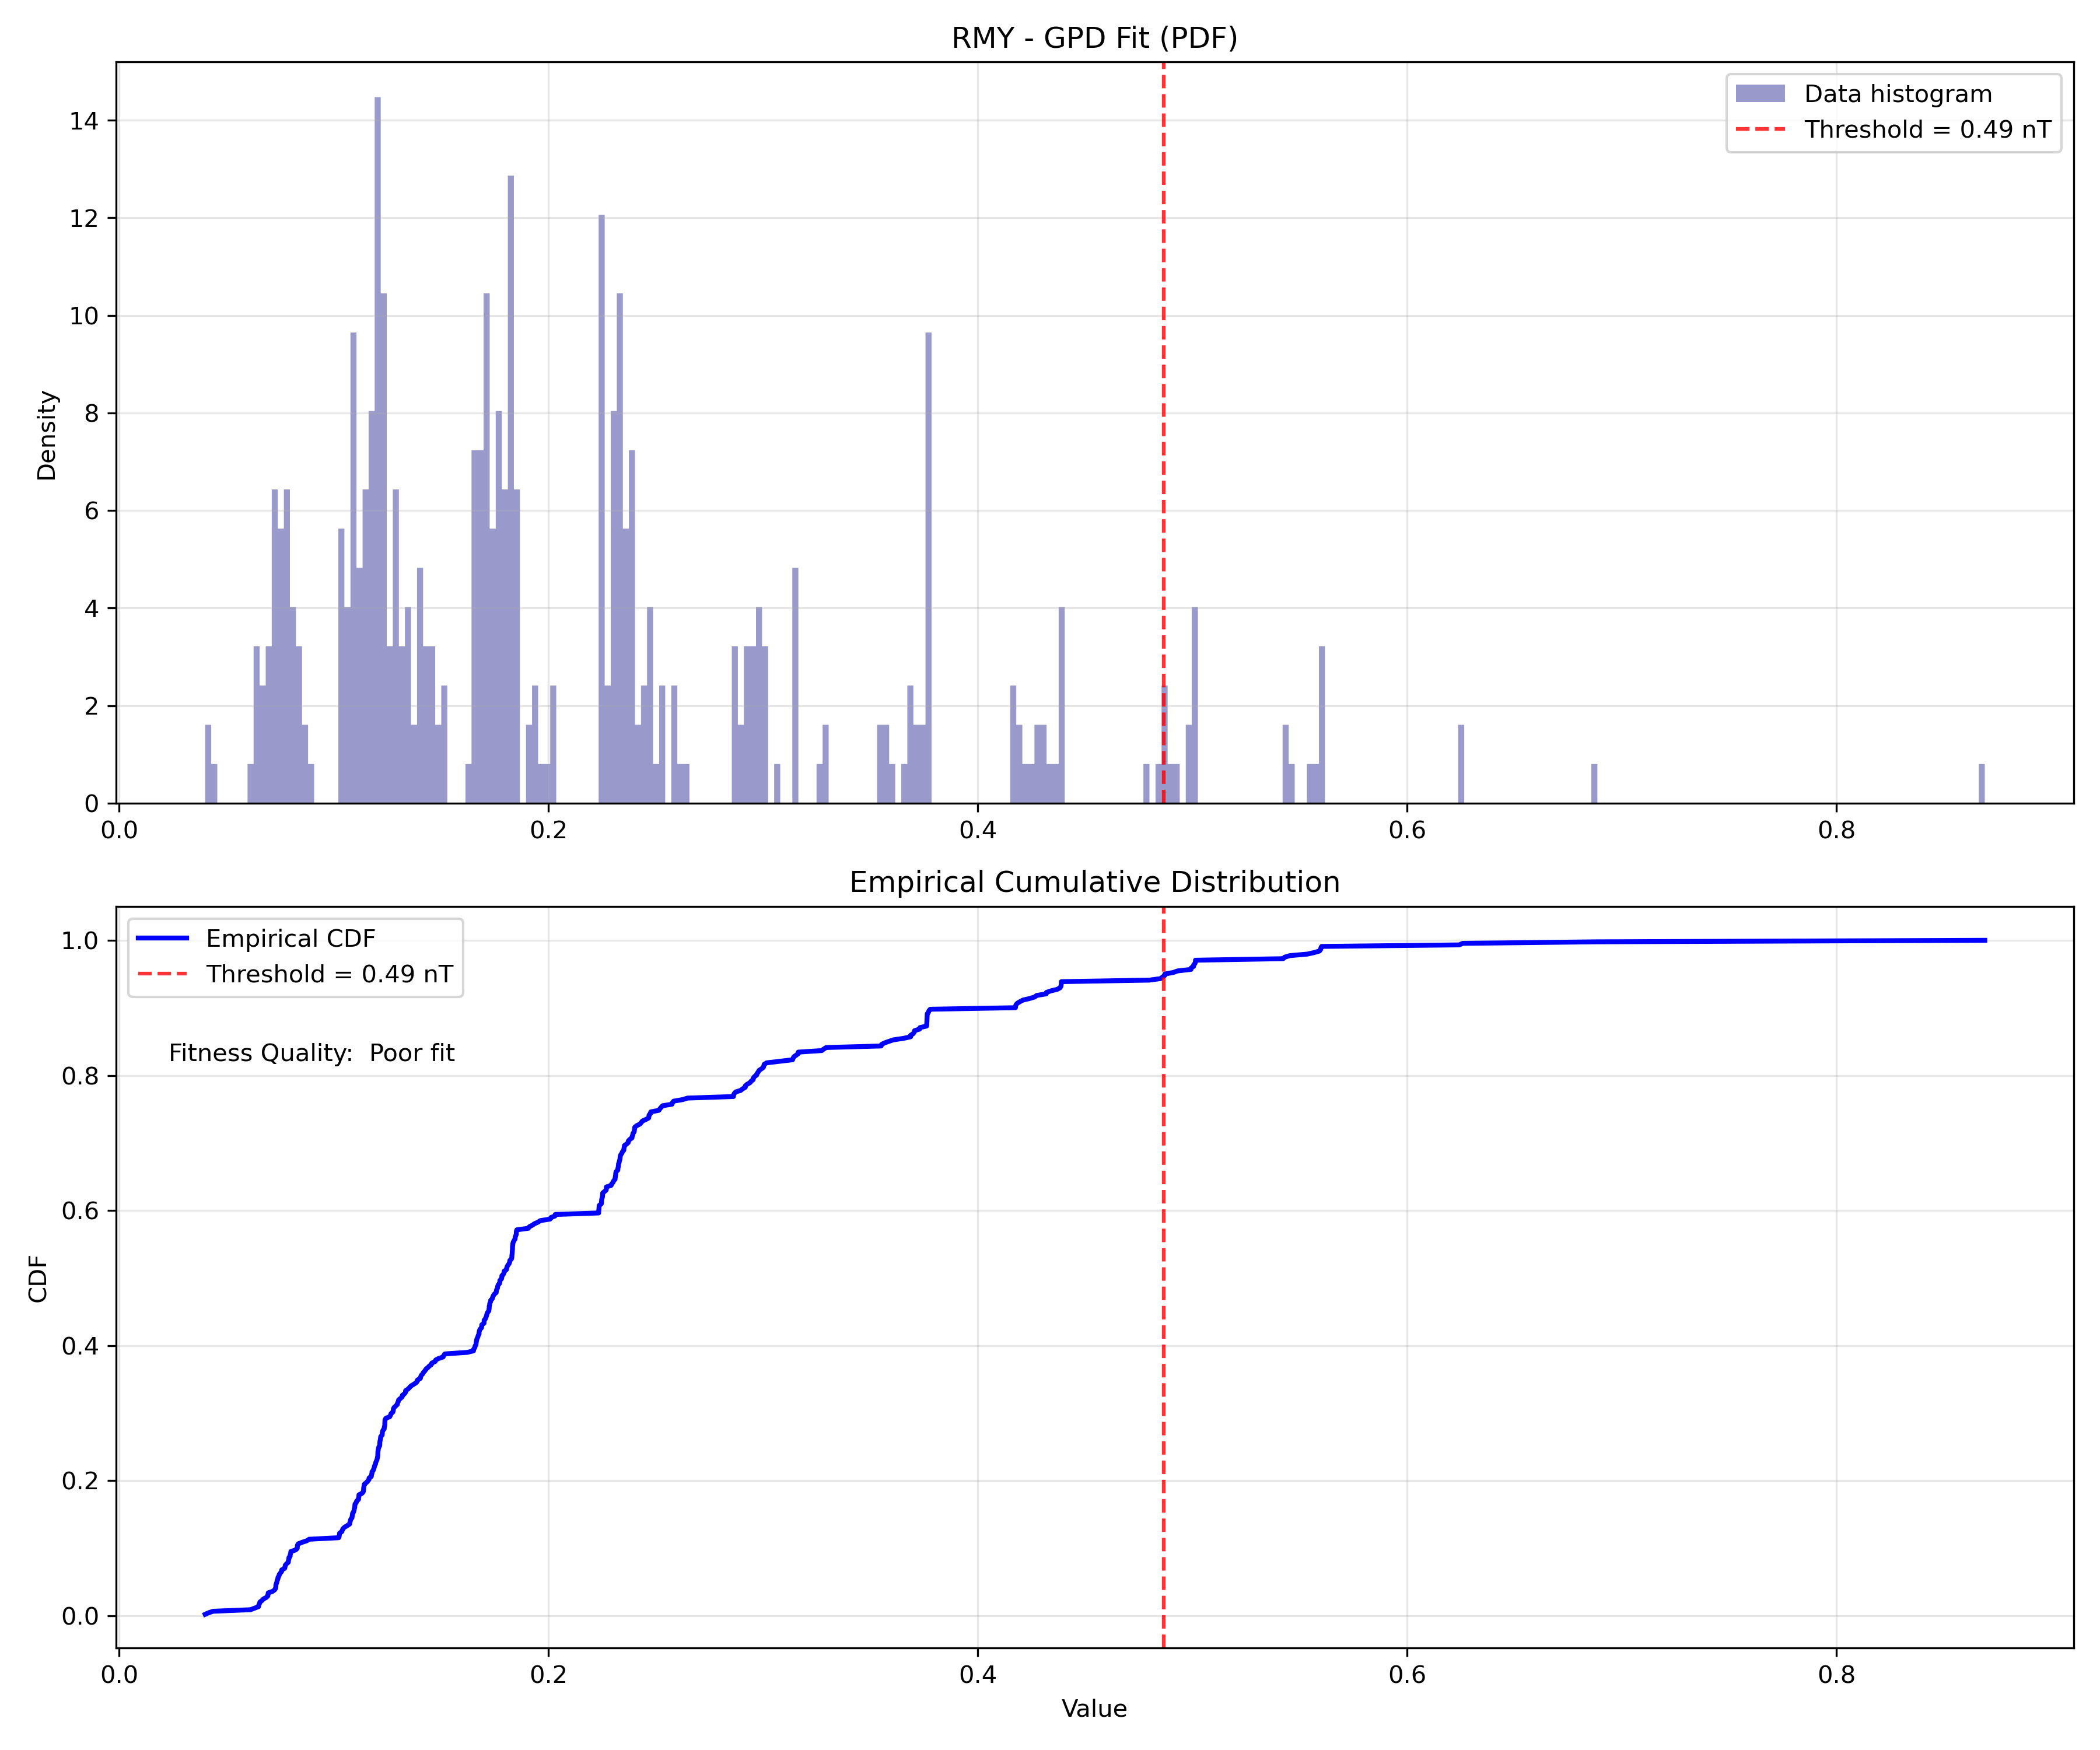 RMY - GPD Fit (PDF)
Data histogram
Threshold = 0.49 nT
Density
14
12
10
8
6
4
2
0
0.0 0.2 0.4 0.6 0.8
Empirical Cumulative Distribution
Empirical CDF
Threshold = 0.49 nT
Fitness Quality: Poor fit
CDF
1.0
0.8
0.6
0.4
0.2
0.0
0.0 0.2 0.4 0.6 0.8
Value